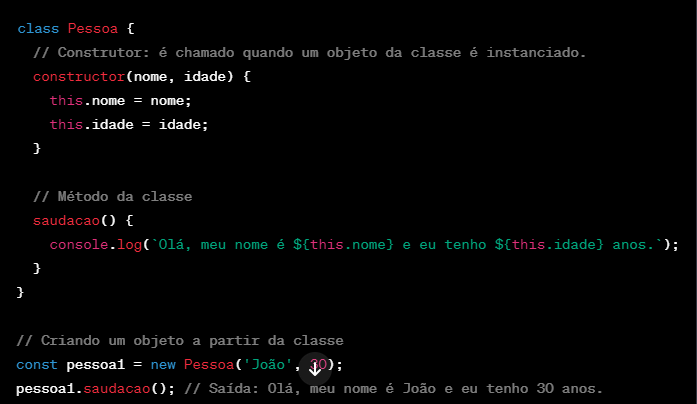 class Pessoa {
  // Construtor: é chamado quando um objeto da classe é instanciado.
  constructor(nome, idade) {
    this.nome = nome;
    this.idade = idade;
  }
  // Método da classe
  saudacao() {
    console.log(`Olá, meu nome é ${this.nome} e eu tenho ${this.idade} anos.`);
  }
}
// Criando um objeto a partir da classe
const pessoa1 = new Pessoa('João', 30);
pessoa1.saudacao(); // Saída: Olá, meu nome é João e eu tenho 30 anos.